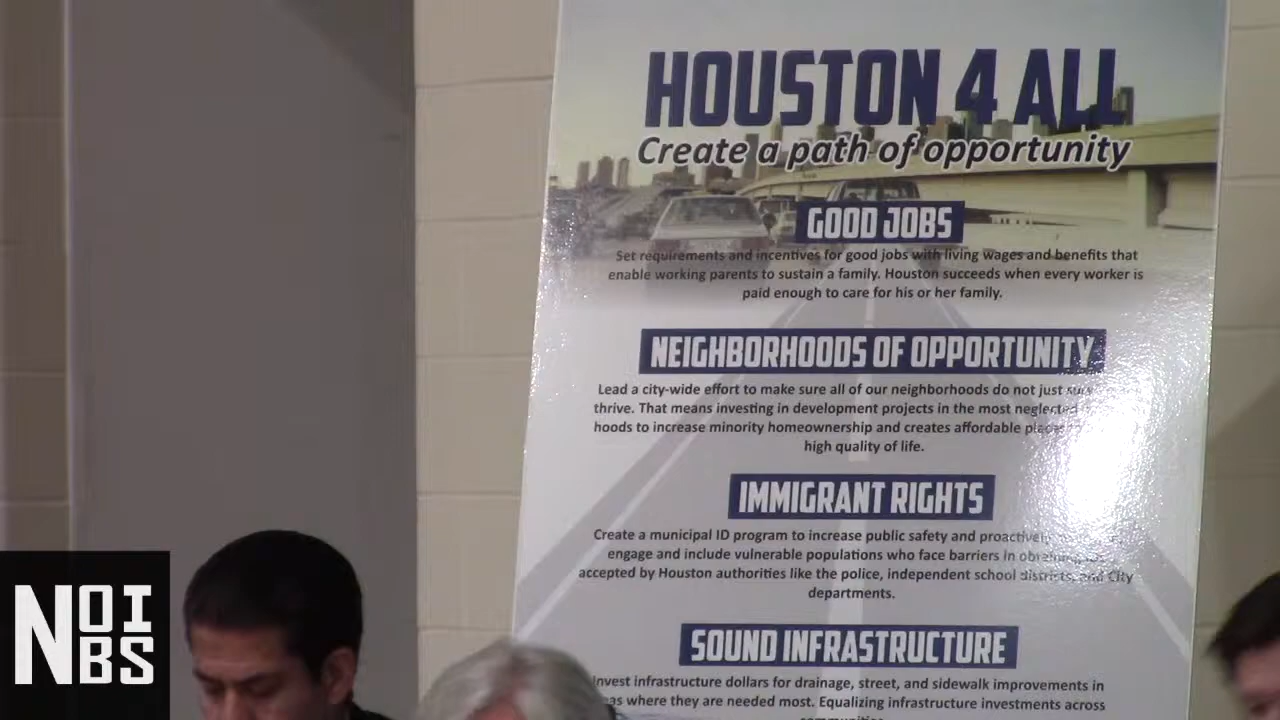 HOUSTON 4 ALL
Create a path of opportunity
GOOD JOBS
Set requirements and incentives for good jobs with living wages and benefits that
enable working parents to sustain a family. Houston succeeds when every worker is
paid enough to care for his or her family.
NEIGHBORHOODS OF OPPORTUNITY
Lead a city-wide effort to make sure all of our neighborhoods do not just
thrive. That means investing in development projects in the most neglected
hoods to increase minority homeownership and creates affordable
high quality of life.
IMMIGRANT RIGHTS
Create a municipal ID program to increase public safety and
engage and include vulnerable populations who face barriers in
accepted by Houston authorities like the police, independent school districts, and City
departments.
SOUND INFRASTRUCTURE
Invest infrastructure dollars for drainage, street, and sidewalk improvements in
where they are needed most. Equalizing infrastructure investments across
NOI
BS